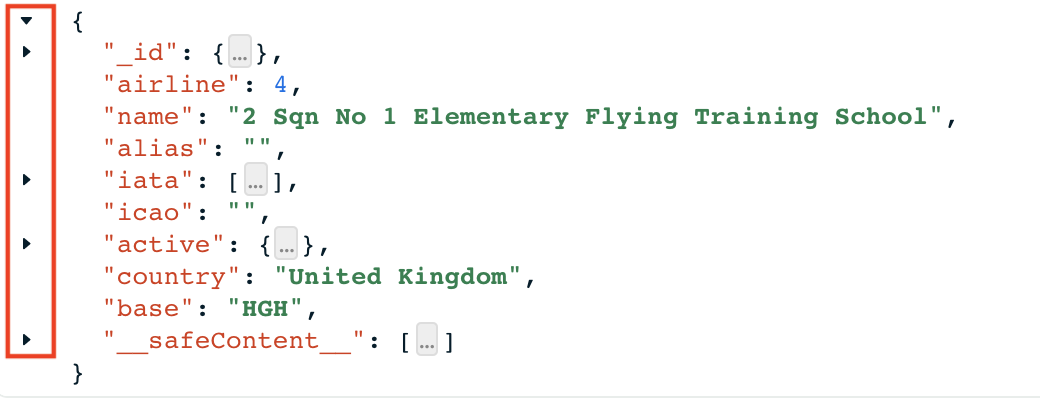 {
"_id": {…},
"airline": 4,
"name": "2 Sqn No 1 Elementary Flying Training School",
"alias": "",
"iata": […],
"icao": "",
"active": {…},
"country": "United Kingdom",
"base": "HGH",
"__safeContent__": […]
}